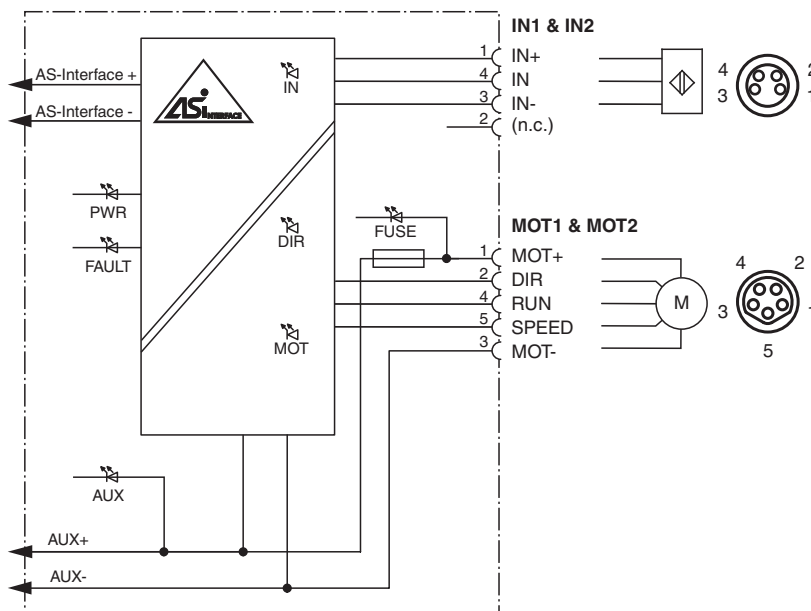 IN1 & IN2
AS-Interface +
AS-Interface -
ASi INTERFACE
IN
1 IN+
4 IN
3 IN-
2 (n.c.)
4 2
3 1
PWR
FAULT
DIR
MOT
FUSE
MOT1 & MOT2
1 MOT+
2 DIR
4 RUN
5 SPEED
3 MOT-
M
4 2
3 1
5
AUX
AUX+
AUX-